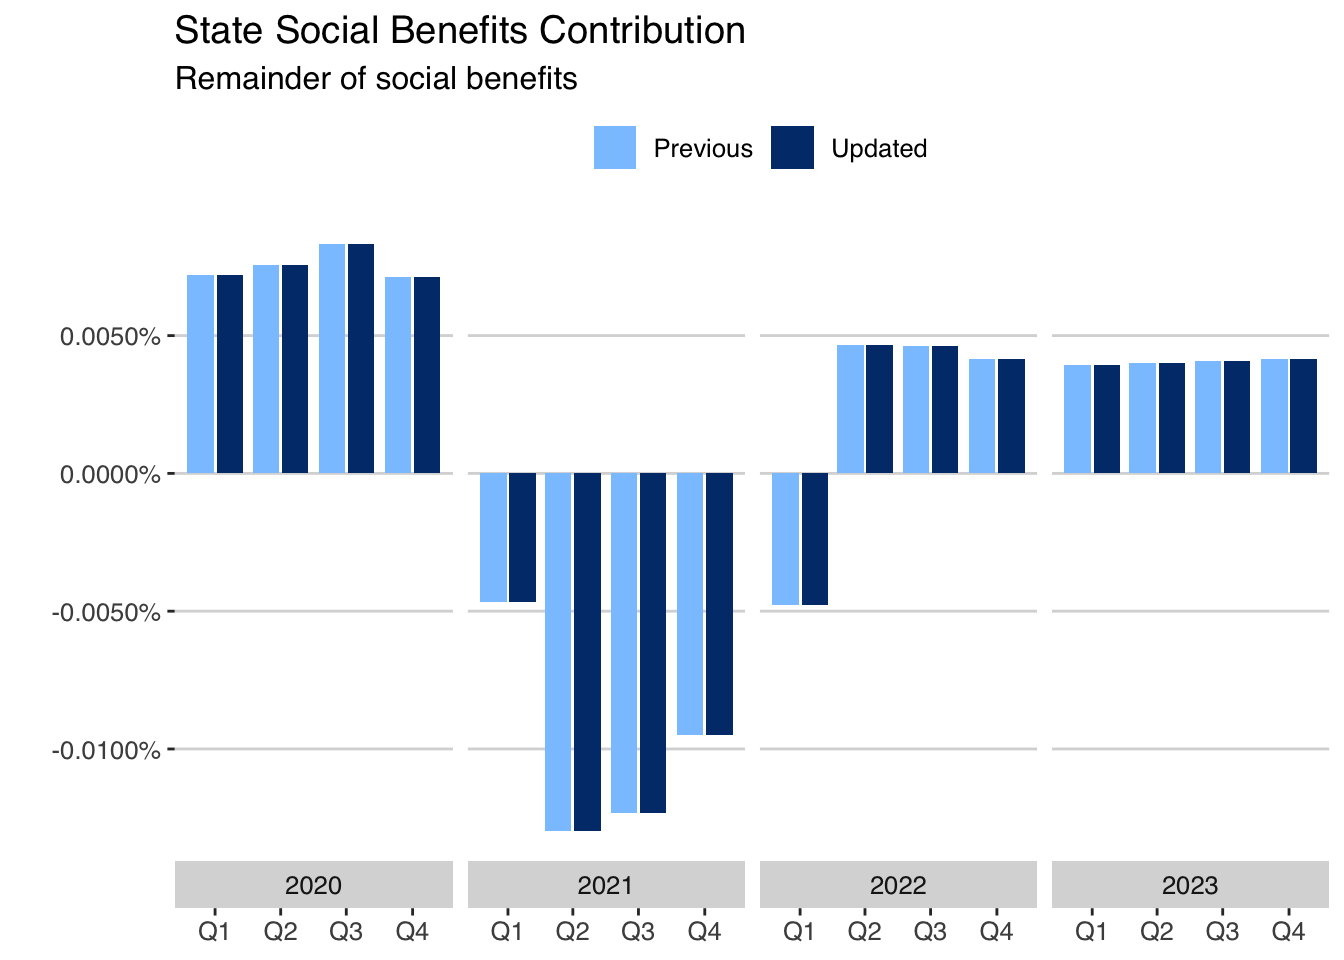 State Social Benefits Contribution
Remainder of social benefits
Previous Updated
0.0050%
0.0000%
-0.0050%
-0.0100%
2020 2021 2022 2023
Q1 Q2 Q3 Q4 Q1 Q2 Q3 Q4 Q1 Q2 Q3 Q4 Q1 Q2 Q3 Q4